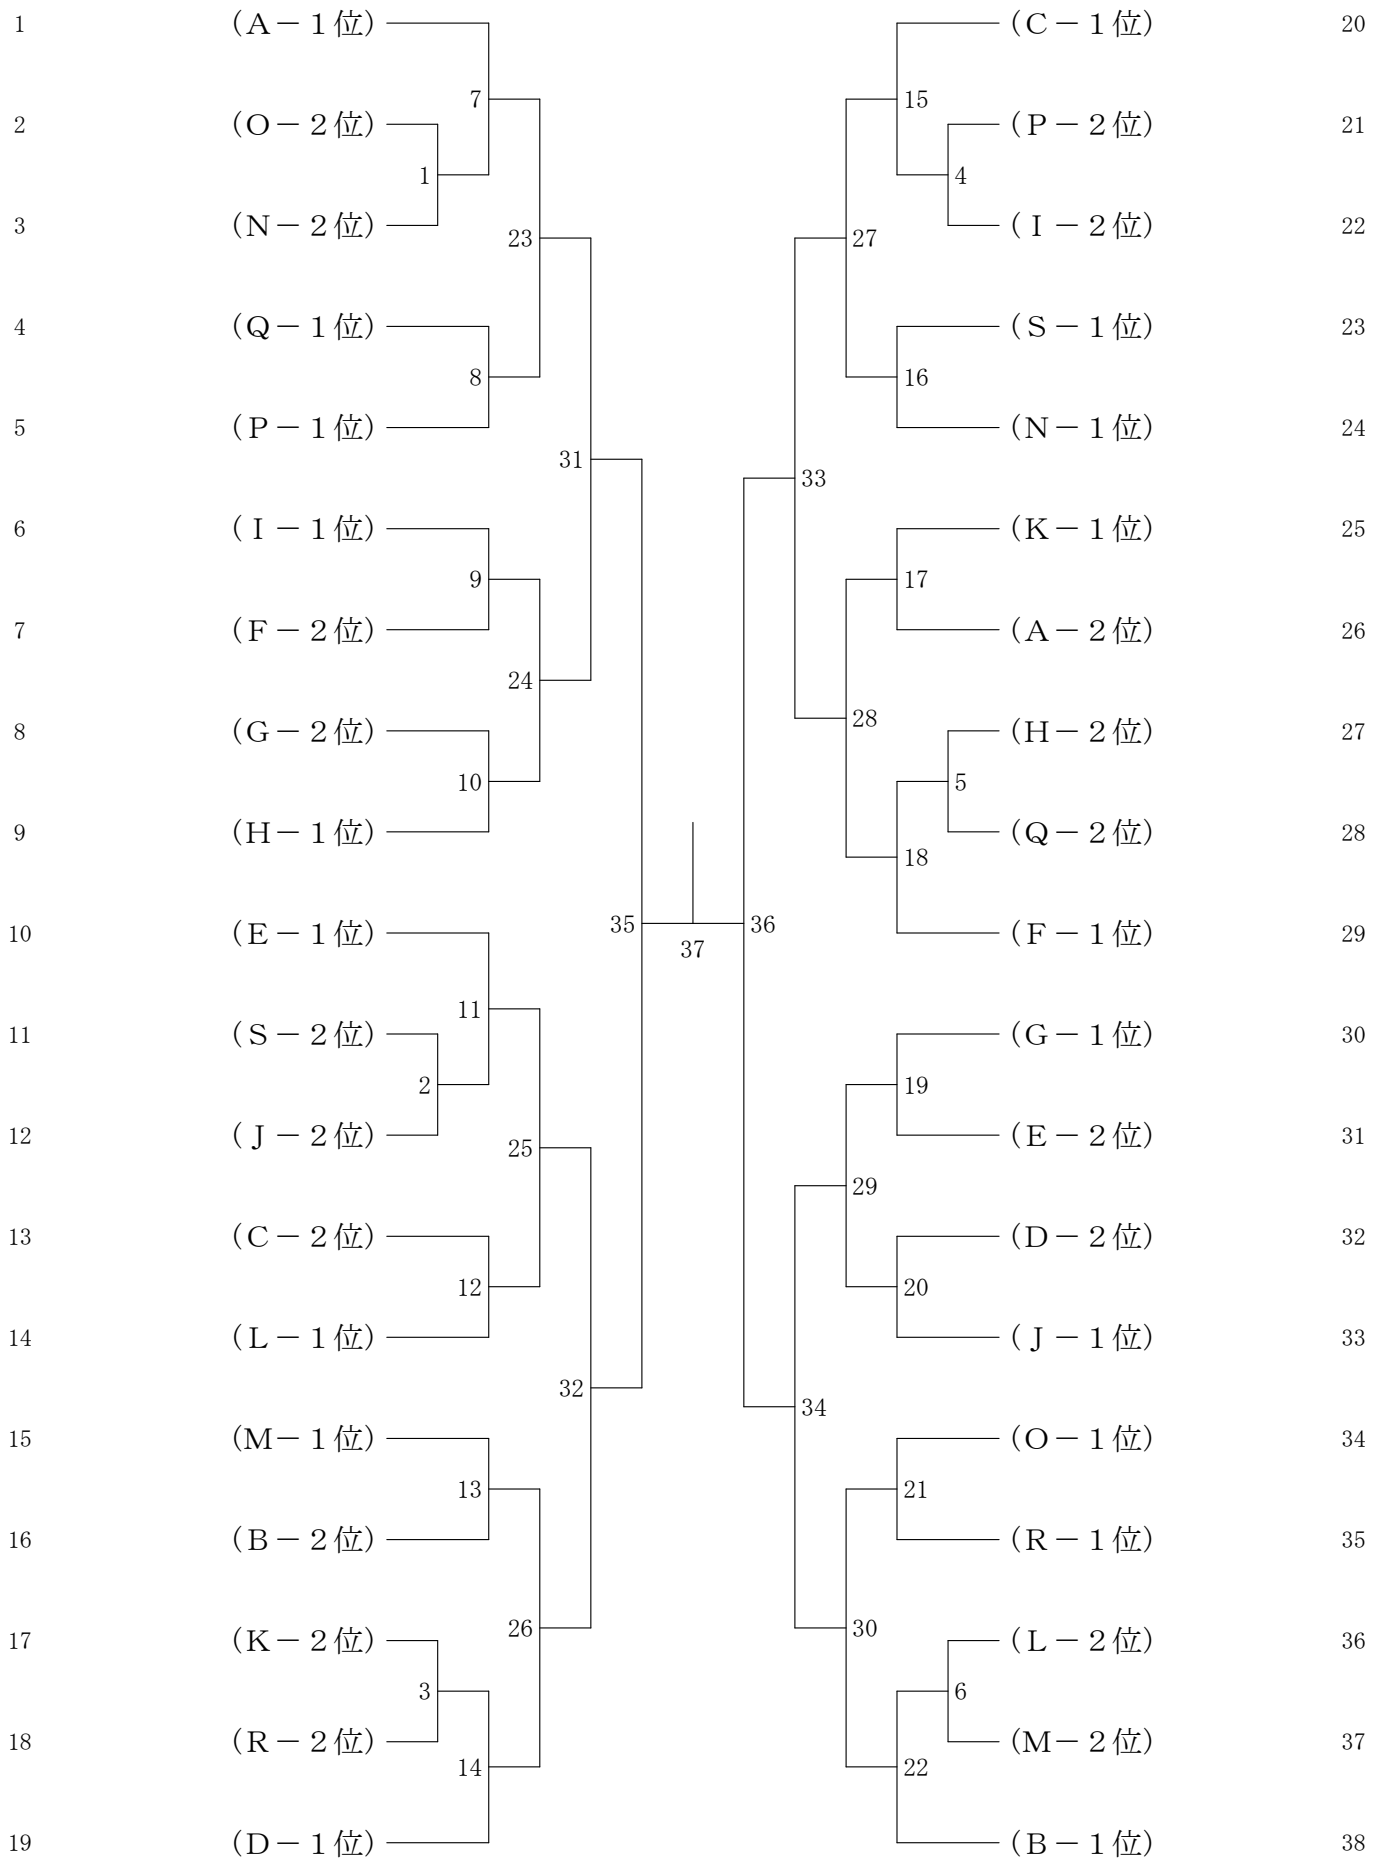 1 (A－1位) (C－1位) 20
7 15
2 (O－2位) (P－2位) 21
1 4
3 (N－2位) (I－2位) 22
23 27
4 (Q－1位) (S－1位) 23
8 16
5 (P－1位) (N－1位) 24
31 33
6 (I－1位) (K－1位) 25
9 17
7 (F－2位) (A－2位) 26
24 28
8 (G－2位) (H－2位) 27
10 5
9 (H－1位) (Q－2位) 28
18
35 36
10 (E－1位) 37 (F－1位) 29
11
11 (S－2位) (G－1位) 30
2 19
12 (J－2位) (E－2位) 31
25 29
13 (C－2位) (D－2位) 32
12 20
14 (L－1位) (J－1位) 33
32 34
15 (M－1位) (O－1位) 34
13 21
16 (B－2位) (R－1位) 35
26 30
17 (K－2位) (L－2位) 36
3 6
18 (R－2位) (M－2位) 37
14 22
19 (D－1位) (B－1位) 38